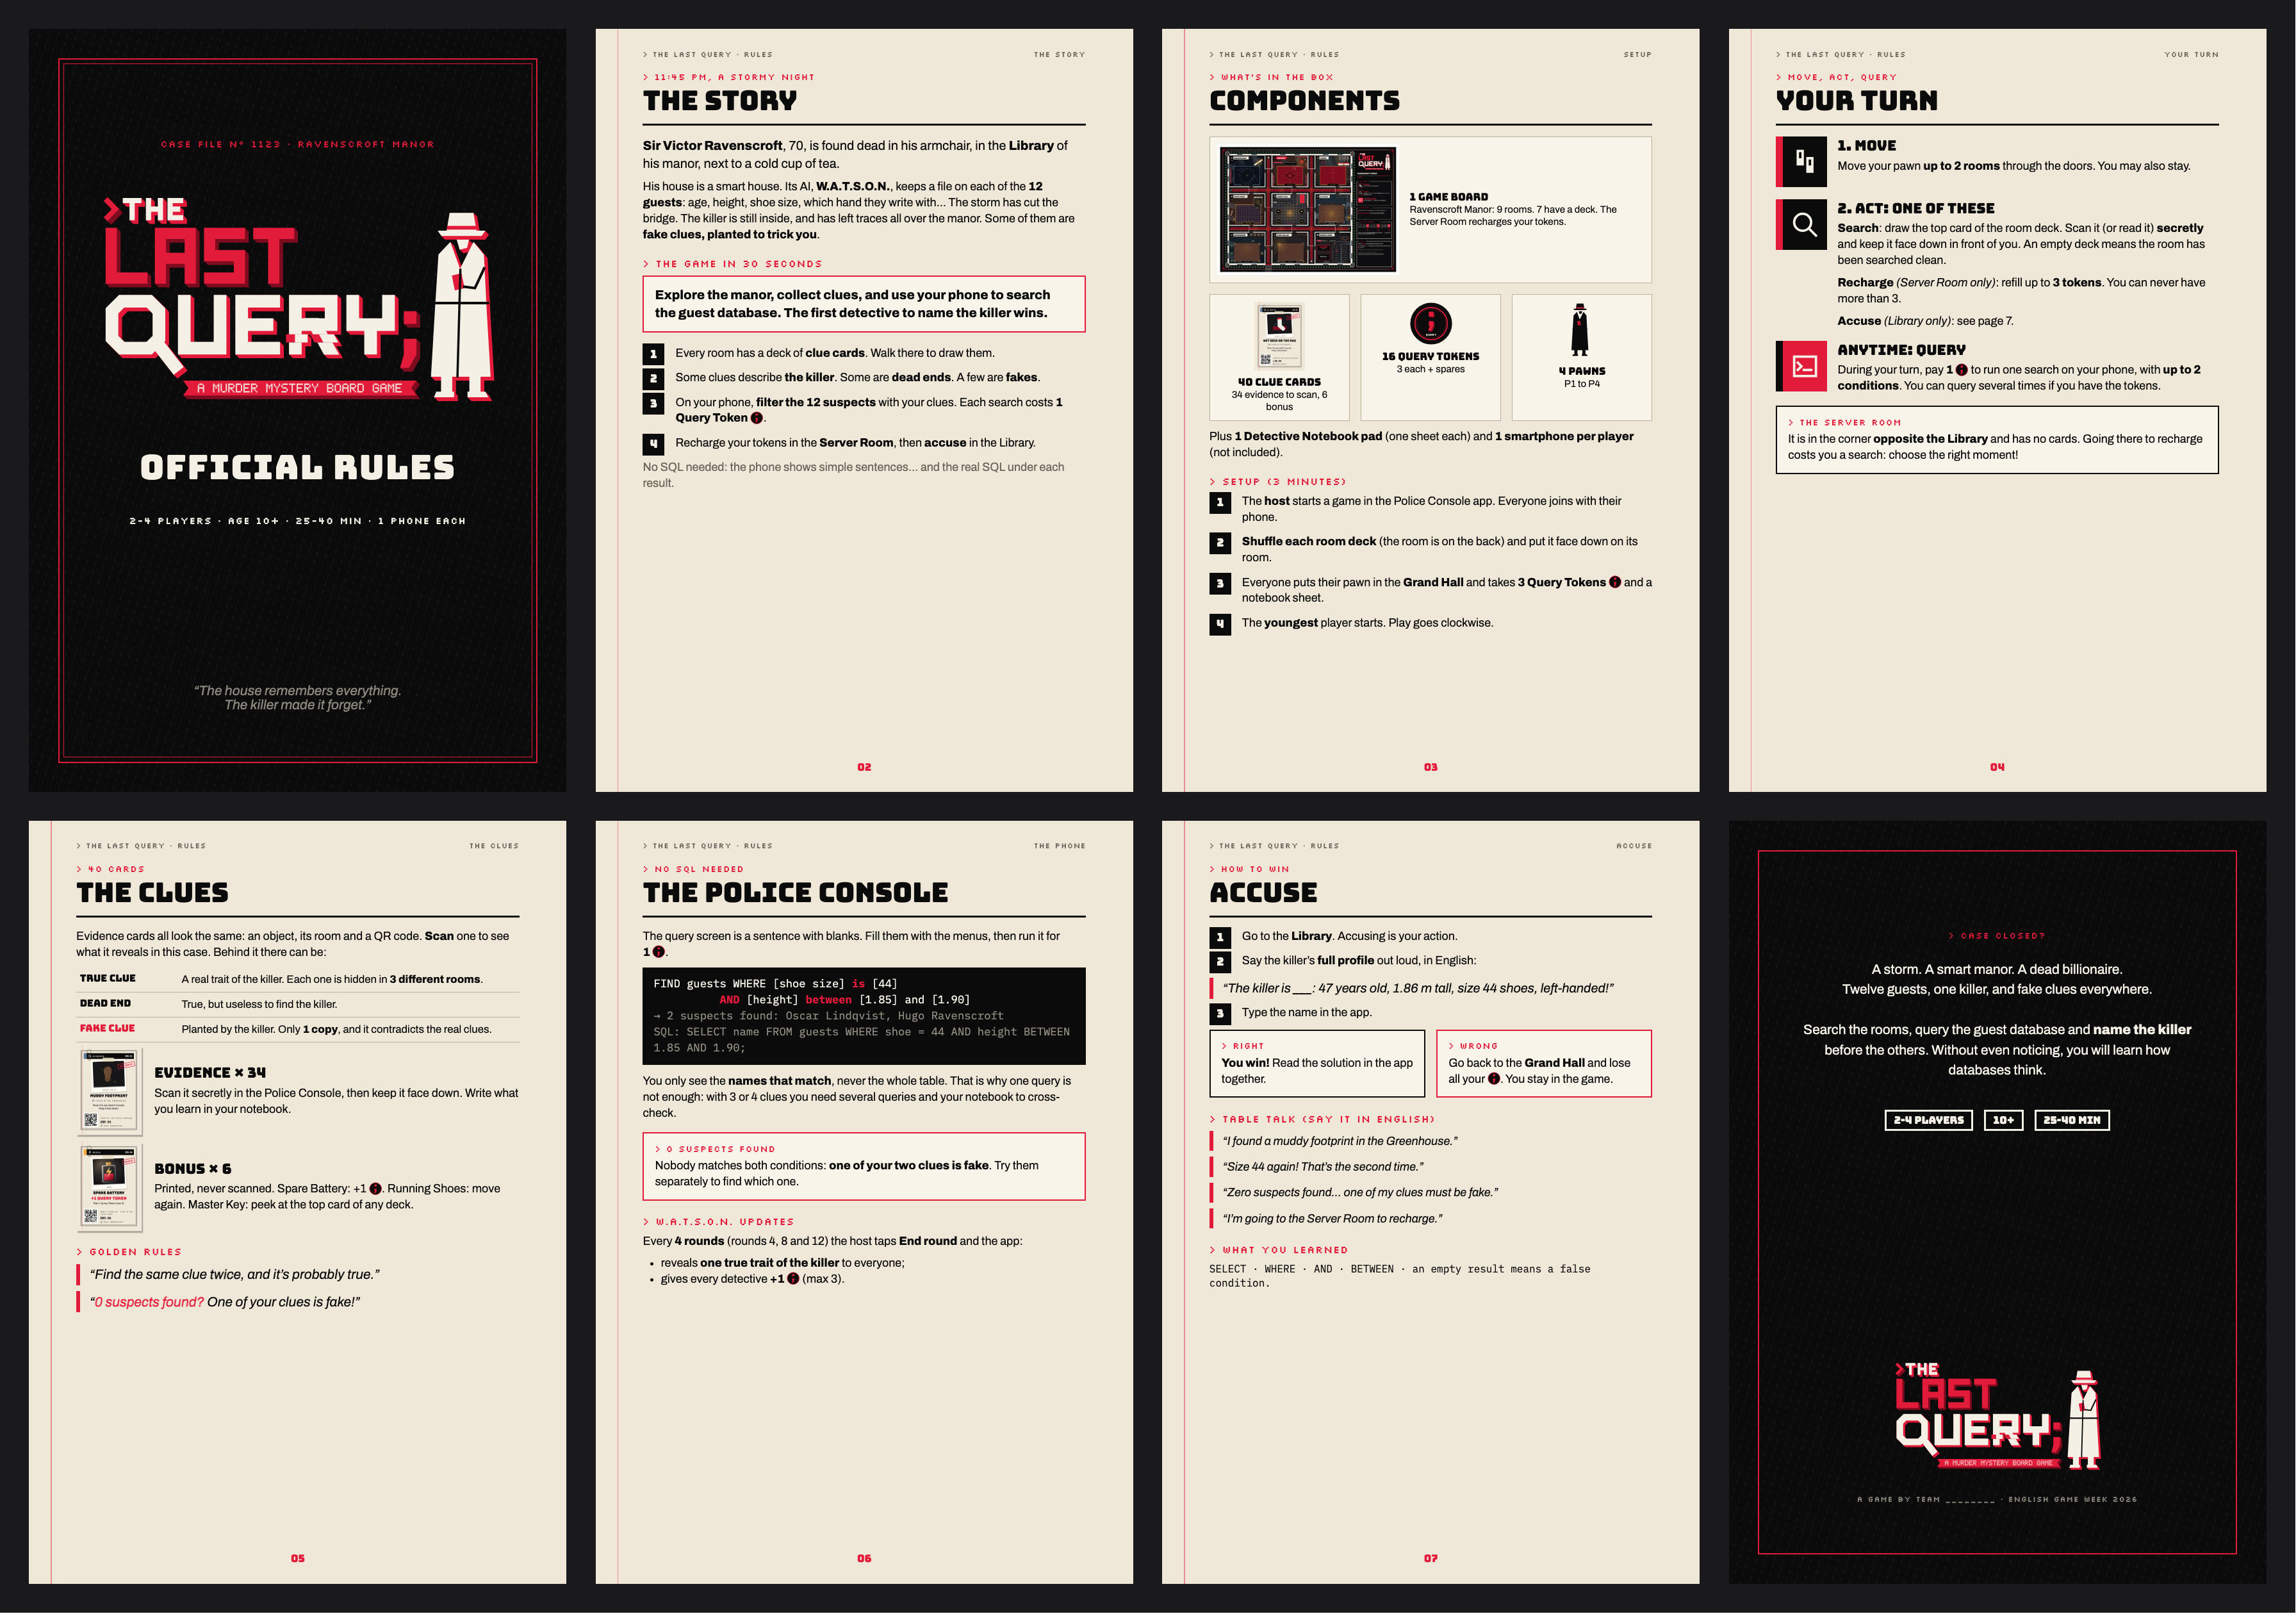 CASE FILE N° 1123 · RAVENSCROFT MANOR
>THE
LAST
QUERY;
A MURDER MYSTERY BOARD GAME
OFFICIAL RULES
2-4 PLAYERS · AGE 10+ · 25-40 MIN · 1 PHONE EACH
“The house remembers everything.
The killer made it forget.”
> THE LAST QUERY · RULES
THE STORY
> 11:45 PM, A STORMY NIGHT
THE STORY
Sir Victor Ravenscroft, 70, is found dead in his armchair, in the Library of
his manor, next to a cold cup of tea.
His house is a smart house. Its AI, W.A.T.S.O.N., keeps a file on each of the 12
guests: age, height, shoe size, which hand they write with... The storm has cut the
bridge. The killer is still inside, and has left traces all over the manor. Some of them are
fake clues, planted to trick you.
> THE GAME IN 30 SECONDS
Explore the manor, collect clues, and use your phone to search
the guest database. The first detective to name the killer wins.
1 Every room has a deck of clue cards. Walk there to draw them.
2 Some clues describe the killer. Some are dead ends. A few are fakes.
3 On your phone, filter the 12 suspects with your clues. Each search costs 1
Query Token ;.
4 Recharge your tokens in the Server Room, then accuse in the Library.
No SQL needed: the phone shows simple sentences... and the real SQL under each
result.
02
> THE LAST QUERY · RULES
SETUP
> WHAT'S IN THE BOX
COMPONENTS
1 GAME BOARD
Ravenscroft Manor: 9 rooms. 7 have a deck. The
Server Room recharges your tokens.
40 CLUE CARDS
34 evidence to scan, 6
bonus
16 QUERY TOKENS
3 each + spares
4 PAWNS
P1 to P4
Plus 1 Detective Notebook pad (one sheet each) and 1 smartphone per player
(not included).
> SETUP (3 MINUTES)
1 The host starts a game in the Police Console app. Everyone joins with their
phone.
2 Shuffle each room deck (the room is on the back) and put it face down on its
room.
3 Everyone puts their pawn in the Grand Hall and takes 3 Query Tokens ; and a
notebook sheet.
4 The youngest player starts. Play goes clockwise.
03
> THE LAST QUERY · RULES
YOUR TURN
> MOVE, ACT, QUERY
YOUR TURN
1. MOVE
Move your pawn up to 2 rooms through the doors. You may also stay.
2. ACT: ONE OF THESE
Search: draw the top card of the room deck. Scan it (or read it) secretly
and keep it face down in front of you. An empty deck means the room has
been searched clean.
Recharge (Server Room only): refill up to 3 tokens. You can never have
more than 3.
Accuse (Library only): see page 7.
ANYTIME: QUERY
During your turn, pay 1 ; to run one search on your phone, with up to 2
conditions. You can query several times if you have the tokens.
> THE SERVER ROOM
It is in the corner opposite the Library and has no cards. Going there to recharge
costs you a search: choose the right moment!
04
> THE LAST QUERY · RULES
THE CLUES
> 40 CARDS
THE CLUES
Evidence cards all look the same: an object, its room and a QR code. Scan one to see
what it reveals in this case. Behind it there can be:
TRUE CLUE A real trait of the killer. Each one is hidden in 3 different rooms.
DEAD END True, but useless to find the killer.
FAKE CLUE Planted by the killer. Only 1 copy, and it contradicts the real clues.
MUDDY FOOTPRINT
EVIDENCE × 34
Scan it secretly in the Police Console, then keep it face down. Write what
you learn in your notebook.
SPARE BATTERY
+1 QUERY TOKEN
BONUS × 6
Printed, never scanned. Spare Battery: +1 ;. Running Shoes: move
again. Master Key: peek at the top card of any deck.
> GOLDEN RULES
“Find the same clue twice, and it’s probably true.”
“0 suspects found? One of your clues is fake!”
05
> THE LAST QUERY · RULES
THE PHONE
> NO SQL NEEDED
THE POLICE CONSOLE
The query screen is a sentence with blanks. Fill them with the menus, then run it for
1 ;.
FIND guests WHERE [shoe size] is [44]
AND [height] between [1.85] and [1.90]
→ 2 suspects found: Oscar Lindqvist, Hugo Ravenscroft
SQL: SELECT name FROM guests WHERE shoe = 44 AND height BETWEEN
1.85 AND 1.90;
You only see the names that match, never the whole table. That is why one query is
not enough: with 3 or 4 clues you need several queries and your notebook to cross-
check.
> 0 SUSPECTS FOUND
Nobody matches both conditions: one of your two clues is fake. Try them
separately to find which one.
> W.A.T.S.O.N. UPDATES
Every 4 rounds (rounds 4, 8 and 12) the host taps End round and the app:
• reveals one true trait of the killer to everyone;
• gives every detective +1 ; (max 3).
06
> THE LAST QUERY · RULES
ACCUSE
> HOW TO WIN
ACCUSE
1 Go to the Library. Accusing is your action.
2 Say the killer’s full profile out loud, in English:
“The killer is ___: 47 years old, 1.86 m tall, size 44 shoes, left-handed!”
3 Type the name in the app.
> RIGHT
You win! Read the solution in the app
together.
> WRONG
Go back to the Grand Hall and lose
all your ;. You stay in the game.
> TABLE TALK (SAY IT IN ENGLISH)
“I found a muddy footprint in the Greenhouse.”
“Size 44 again! That’s the second time.”
“Zero suspects found... one of my clues must be fake.”
“I’m going to the Server Room to recharge.”
> WHAT YOU LEARNED
SELECT · WHERE · AND · BETWEEN · an empty result means a false
condition.
07
> CASE CLOSED?
A storm. A smart manor. A dead billionaire.
Twelve guests, one killer, and fake clues everywhere.
Search the rooms, query the guest database and name the killer
before the others. Without even noticing, you will learn how
databases think.
2-4 PLAYERS 10+ 25-40 MIN
>THE
LAST
QUERY;
A MURDER MYSTERY BOARD GAME
A GAME BY TEAM ________ · ENGLISH GAME WEEK 2026